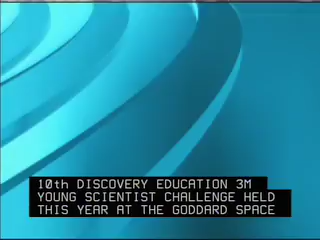 10th DISCOVERY EDUCATION 3M
YOUNG SCIENTIST CHALLENGE HELD
THIS YEAR AT THE GODDARD SPACE